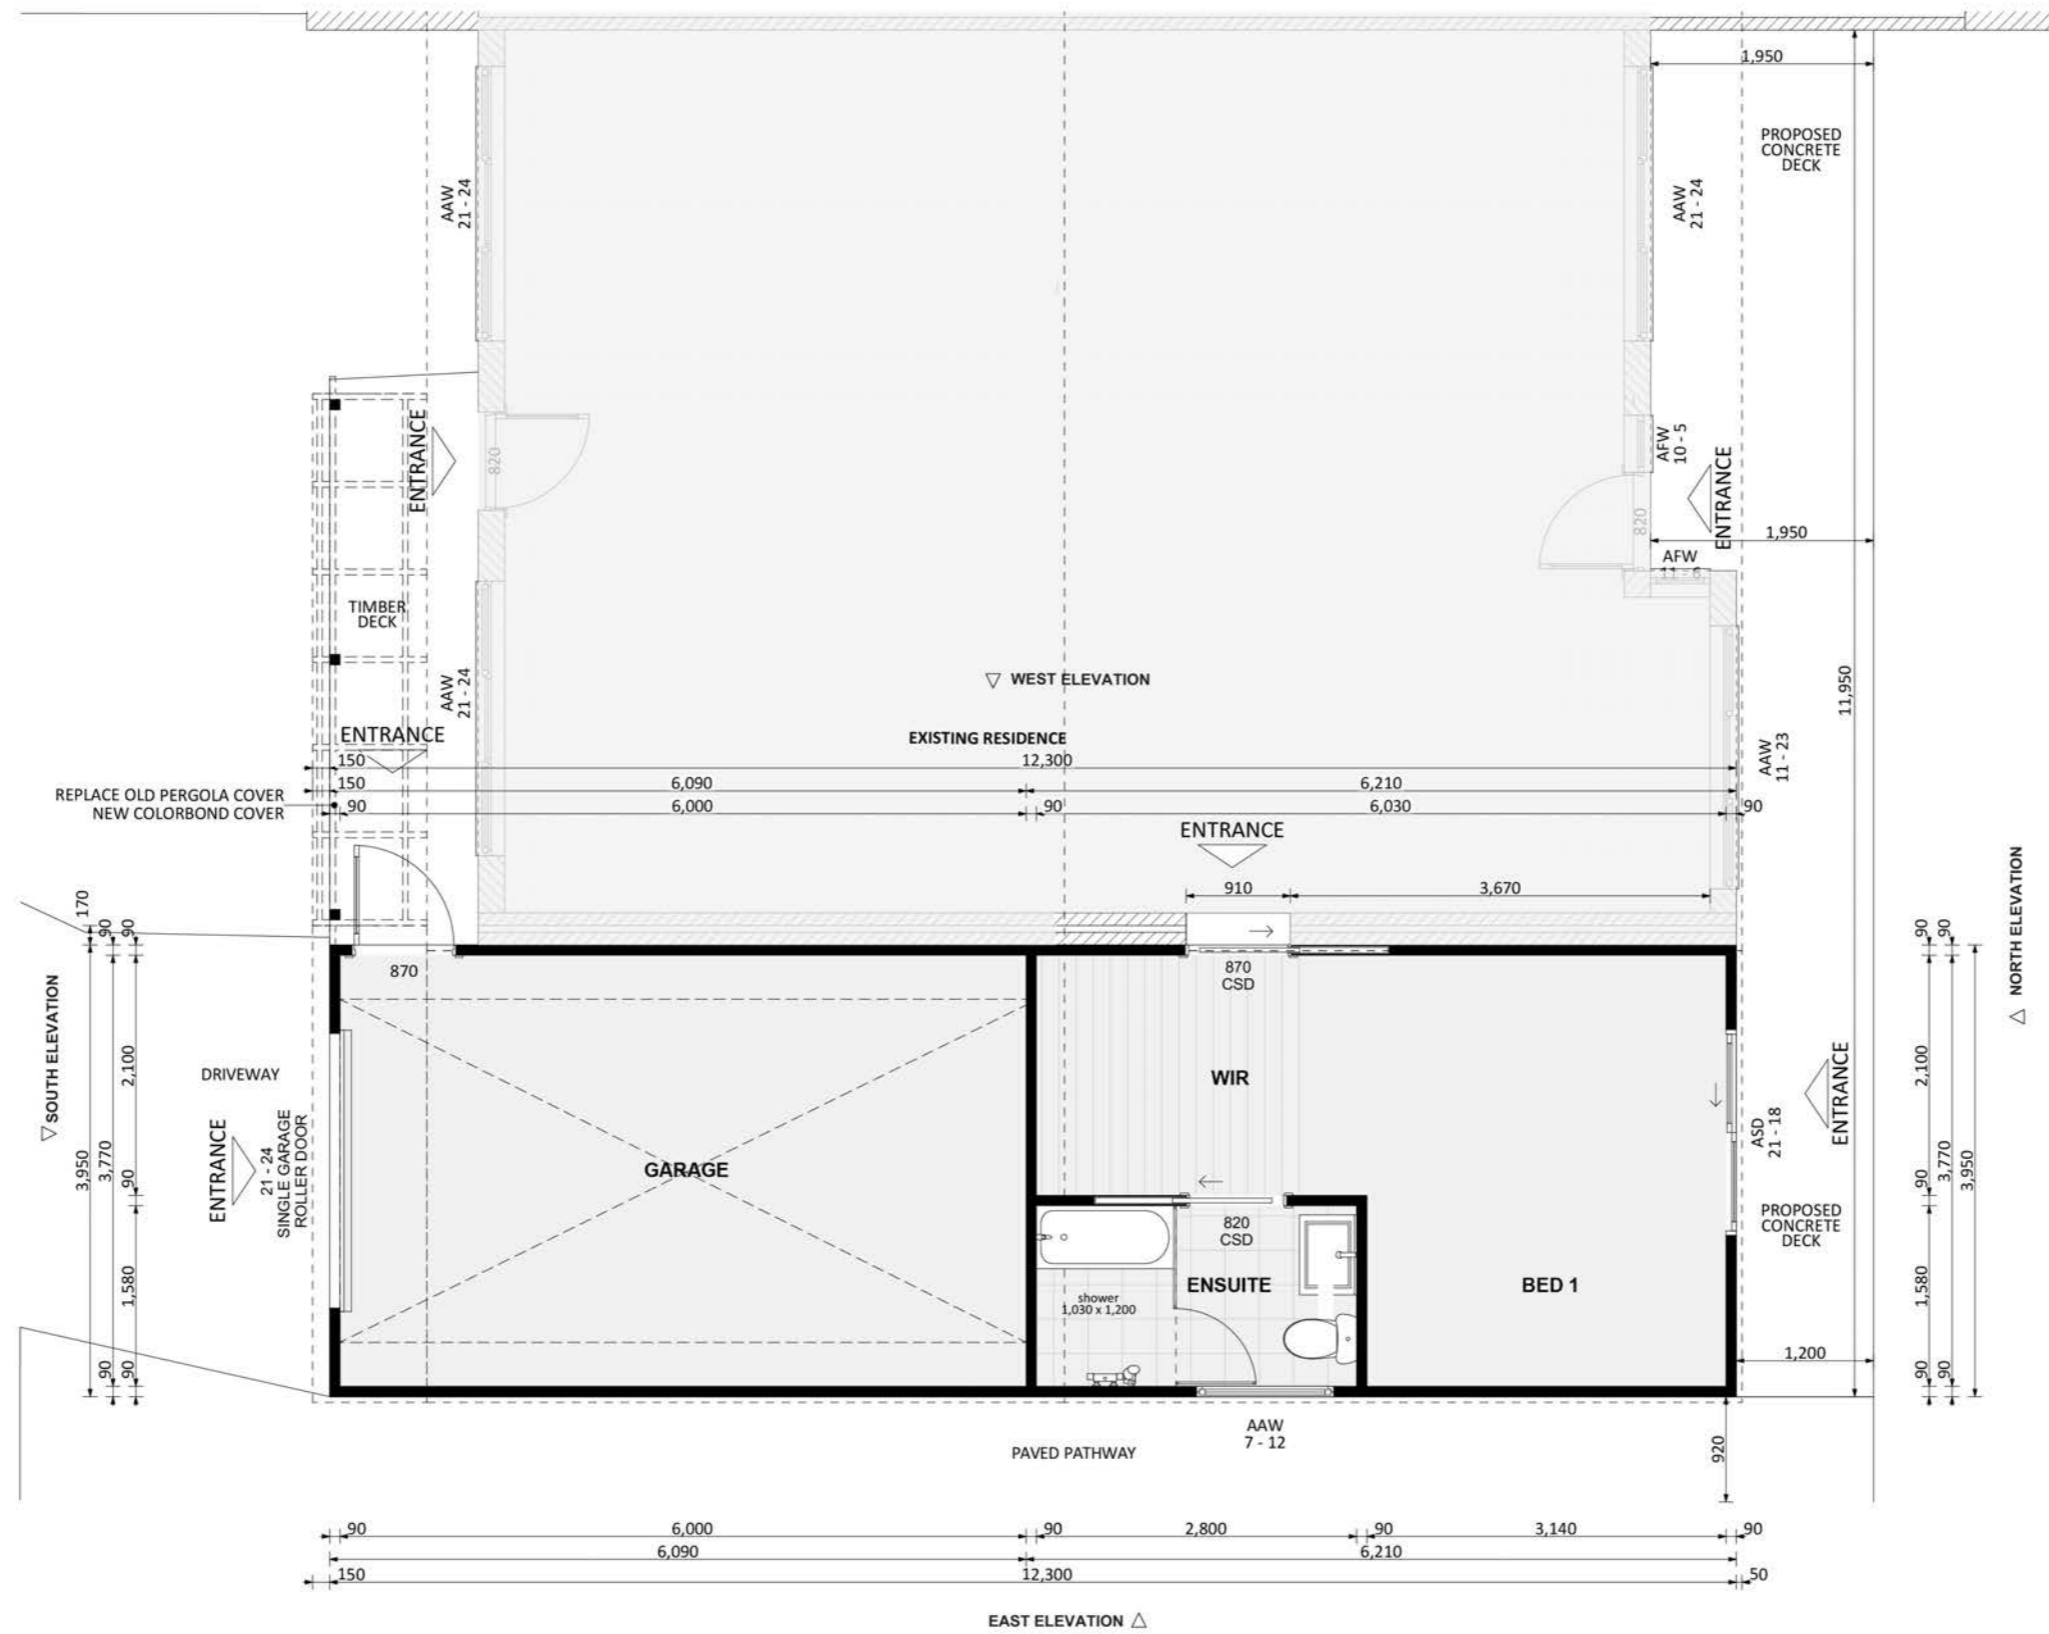 1,950
PROPOSED
CONCRETE
DECK
AAW
21 - 24
AAW
21 - 24
ENTRANCE
820
AFW
10 - 5
ENTRANCE
820
1,950
AFW
11 - 6
TIMBER
DECK
AAW
21 - 24
WEST ELEVATION
11,950
ENTRANCE
EXISTING RESIDENCE
AAW
11 - 23
150
12,300
150
6,090
6,210
REPLACE OLD PERGOLA COVER
NEW COLORBOND COVER
90
6,000
90
6,030
90
ENTRANCE
910
3,670
170
90
90
90
90
870
870
CSD
SOUTH ELEVATION
NORTH ELEVATION
2,100
DRIVEWAY
WIR
2,100
ENTRANCE
ENTRANCE
21 - 24
SINGLE GARAGE
ROLLER DOOR
ASD
21 - 18
3,950
3,770
90
GARAGE
90
3,770
3,950
820
CSD
PROPOSED
CONCRETE
DECK
1,580
ENSUITE
BED 1
1,580
shower
1,030 x 1,200
1,200
90
90
90
90
AAW
7 - 12
PAVED PATHWAY
920
90
6,000
90
2,800
90
3,140
90
6,090
6,210
150
12,300
50
EAST ELEVATION